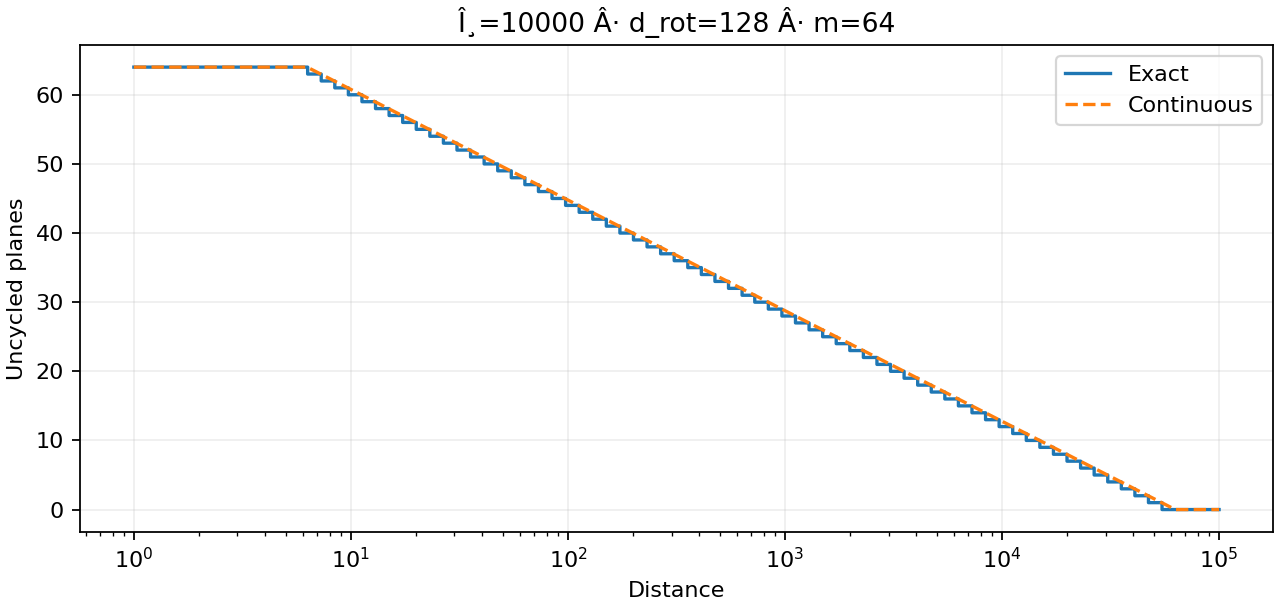 Î¸=10000 Â· d_rot=128 Â· m=64
Exact
Continuous
Uncycled planes
60
50
40
30
20
10
0
10⁰
10¹
10²
10³
10⁴
10⁵
Distance